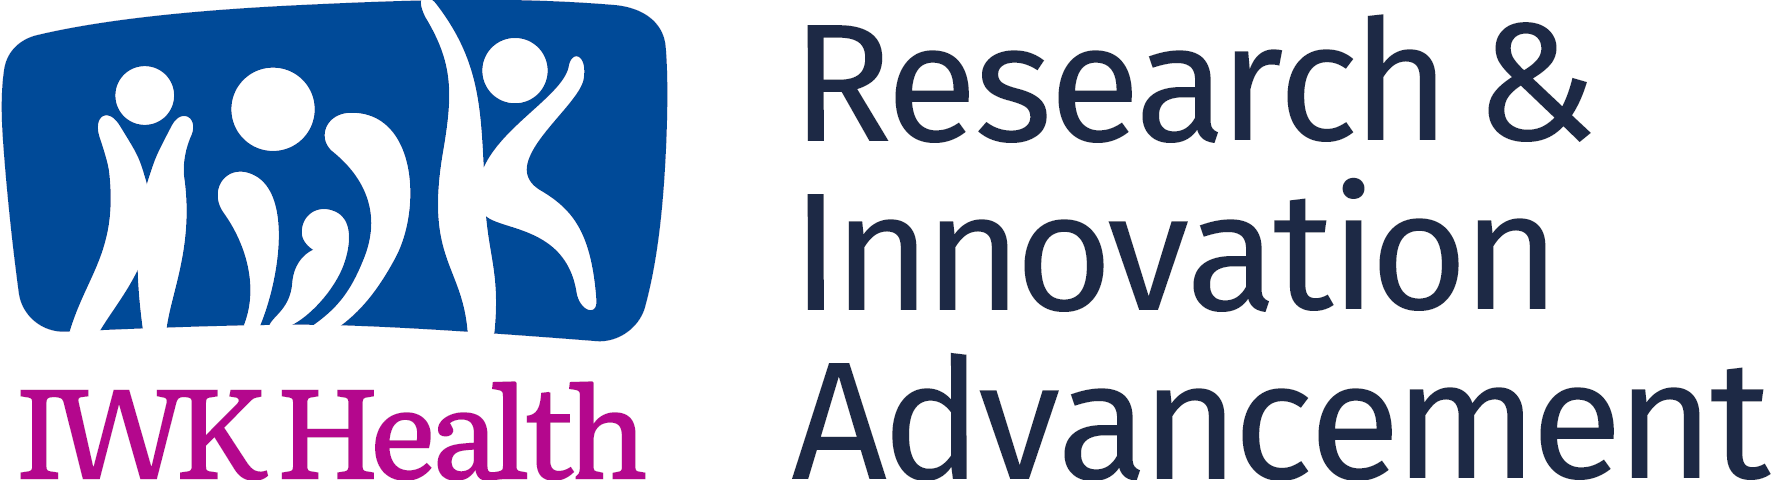 IWK Health
Research &
Innovation
Advancement